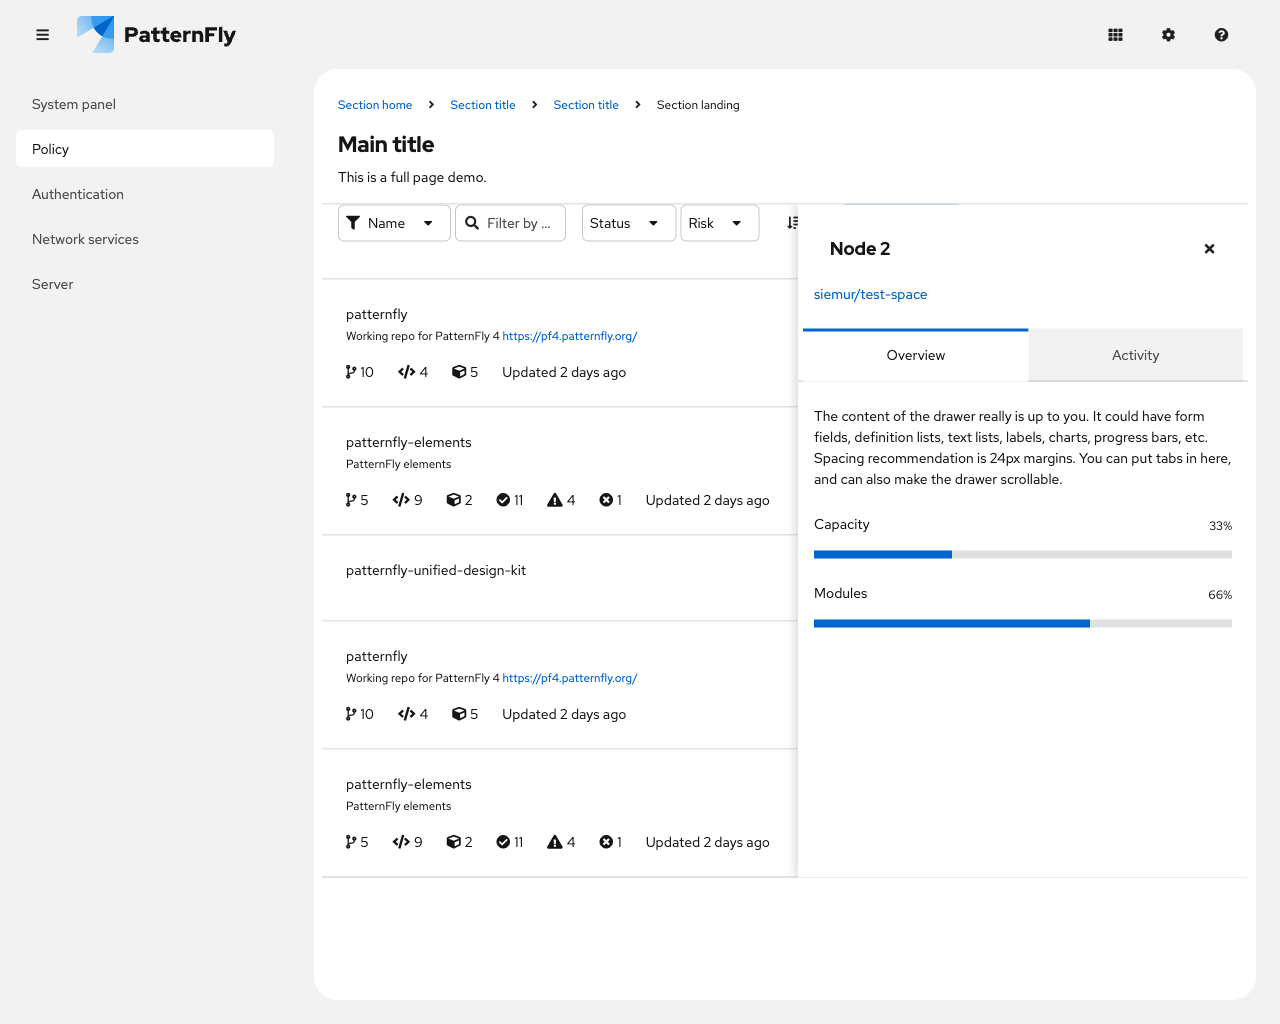 PatternFly
System panel
Policy
Authentication
Network services
Server
Section home Section title Section title Section landing
Main title
This is a full page demo.
Name Filter by ... Status Risk
patternfly
Working repo for PatternFly 4 https://pf4.patternfly.org/
10 4 5 Updated 2 days ago
patternfly-elements
PatternFly elements
5 9 2 11 4 1 Updated 2 days ago
patternfly-unified-design-kit
patternfly
Working repo for PatternFly 4 https://pf4.patternfly.org/
10 4 5 Updated 2 days ago
patternfly-elements
PatternFly elements
5 9 2 11 4 1 Updated 2 days ago
Node 2
siemur/test-space
Overview Activity
The content of the drawer really is up to you. It could have form
fields, definition lists, text lists, labels, charts, progress bars, etc.
Spacing recommendation is 24px margins. You can put tabs in here,
and can also make the drawer scrollable.
Capacity 33%
Modules 66%